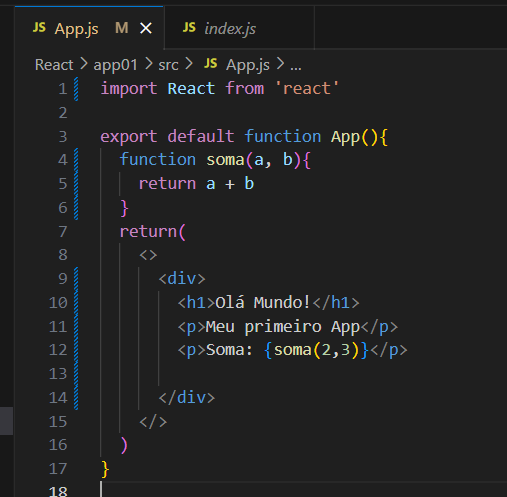 JS App.js M ×
JS index.js
React > app01 > src > JS App.js > ...
1 import React from 'react'
2
3 export default function App(){
4   function soma(a, b){
5     return a + b
6   }
7   return(
8     <>
9       <div>
10         <h1>Olá Mundo!</h1>
11         <p>Meu primeiro App</p>
12         <p>Soma: {soma(2,3)}</p>
13
14       </div>
15     </>
16   )
17 }
18